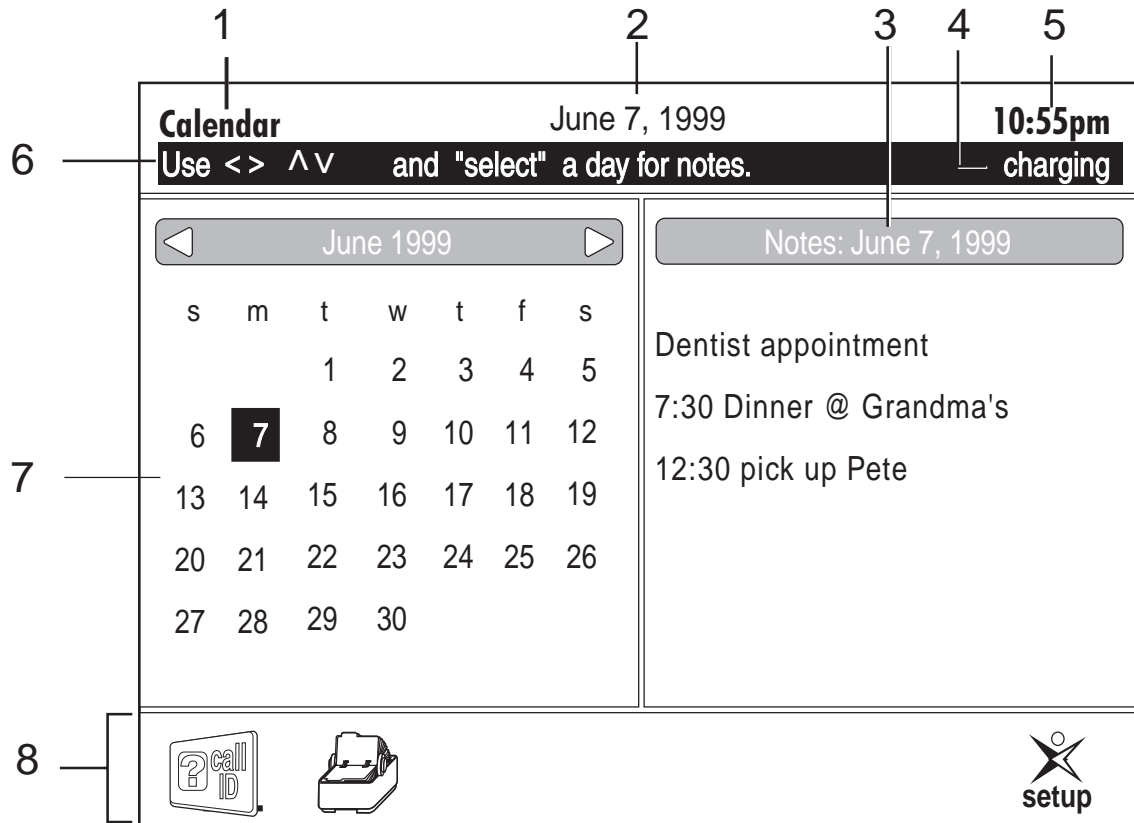 1 2 3 4 5
Calendar June 7, 1999 10:55pm
6 Use < > ᐱ ᐯ and "select" a day for notes. charging
June 1999 Notes: June 7, 1999
s m t w t f s
1 2 3 4 5
6 7 8 9 10 11 12
13 14 15 16 17 18 19
20 21 22 23 24 25 26
27 28 29 30
Dentist appointment
7:30 Dinner @ Grandma's
12:30 pick up Pete
7
8 ? call ID setup